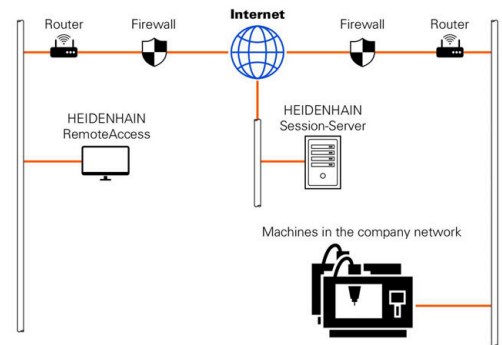 Internet
Router
Firewall
Firewall
Router
HEIDENHAIN
RemoteAccess
HEIDENHAIN
Session-Server
Machines in the company network